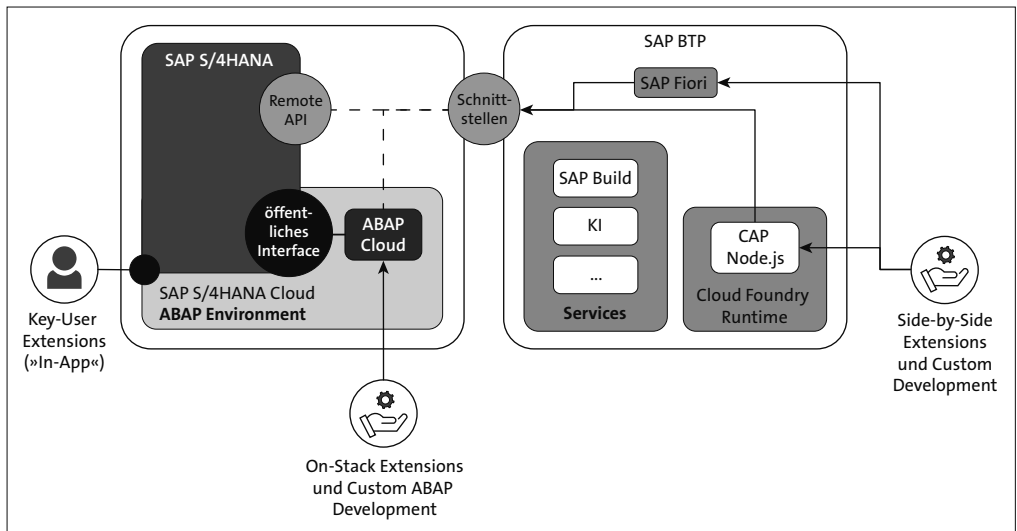 SAP S/4HANA
Remote
API
öffent-
liches
Interface
ABAP
Cloud
SAP S/4HANA Cloud
ABAP Environment
Key-User
Extensions
(»In-App«)
On-Stack Extensions
und Custom ABAP
Development
Schnitt-
stellen
SAP BTP
SAP Fiori
SAP Build
KI
...
Services
CAP
Node.js
Cloud Foundry
Runtime
Side-by-Side
Extensions
und Custom
Development